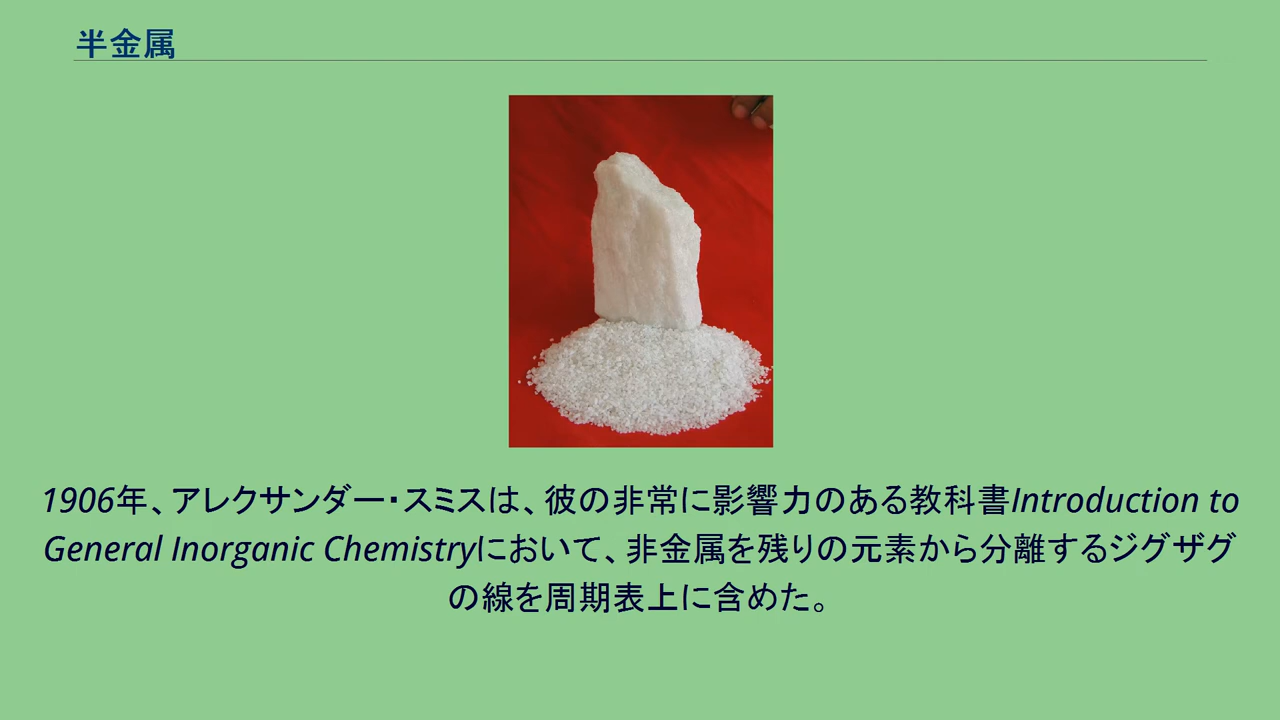 半金属
1906年、アレクサンダー・スミスは、彼の非常に影響力のある教科書Introduction to
General Inorganic Chemistryにおいて、非金属を残りの元素から分離するジグザグ
の線を周期表上に含めた。